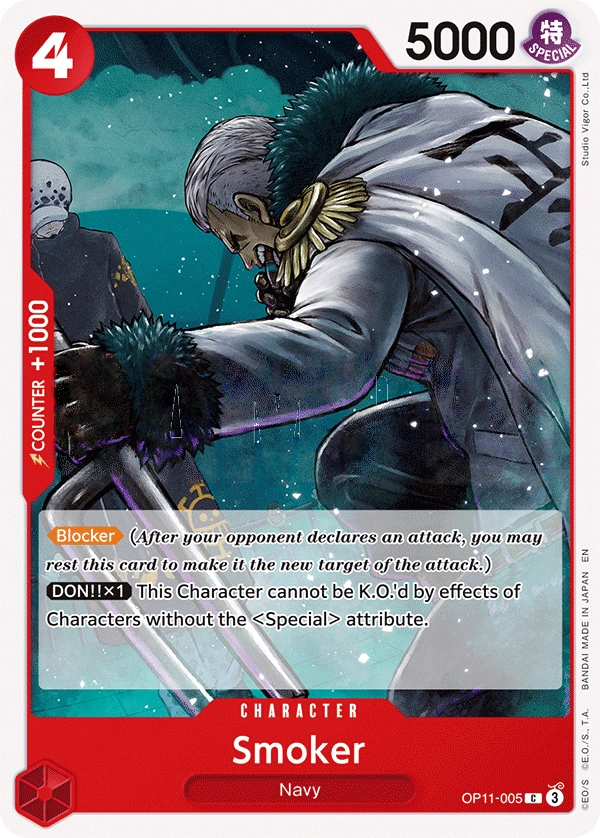 4
5000
特
SPECIAL
Studio Vigor Co.,Ltd
COUNTER +1000
Blocker (After your opponent declares an attack, you may
rest this card to make it the new target of the attack.)
DON!!×1 This Character cannot be K.O.'d by effects of
Characters without the <Special> attribute.
CHARACTER
Smoker
Navy
OP11-005 C 3
©E.O/S ©E.O./S., T.A. BANDAI MADE IN JAPAN EN